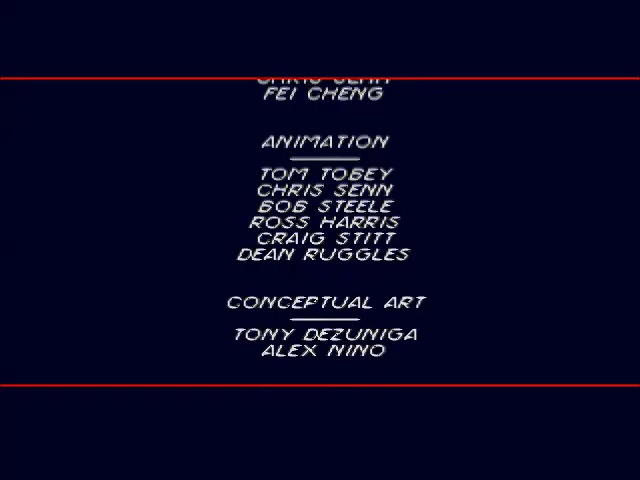 FEI CHENG
ANIMATION
TOM TOBEY
CHRIS SENN
BOB STEELE
ROSS HARRIS
CRAIG STITT
DEAN RUGGLES
CONCEPTUAL ART
TONY DEZUNIGA
ALEX NINO